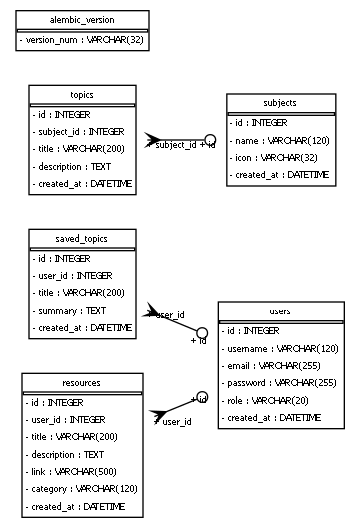 alembic_version
- version_num : VARCHAR(32)
topics
- id : INTEGER
- subject_id : INTEGER
- title : VARCHAR(200)
- description : TEXT
- created_at : DATETIME
+ subject_id + id
subjects
- id : INTEGER
- name : VARCHAR(120)
- icon : VARCHAR(32)
- created_at : DATETIME
saved_topics
- id : INTEGER
- user_id : INTEGER
- title : VARCHAR(200)
- summary : TEXT
- created_at : DATETIME
+ user_id
+ id
users
- id : INTEGER
- username : VARCHAR(120)
- email : VARCHAR(255)
- password : VARCHAR(255)
- role : VARCHAR(20)
- created_at : DATETIME
resources
- id : INTEGER
- user_id : INTEGER
- title : VARCHAR(200)
- description : TEXT
- link : VARCHAR(500)
- category : VARCHAR(120)
- created_at : DATETIME
+ id
+ user_id